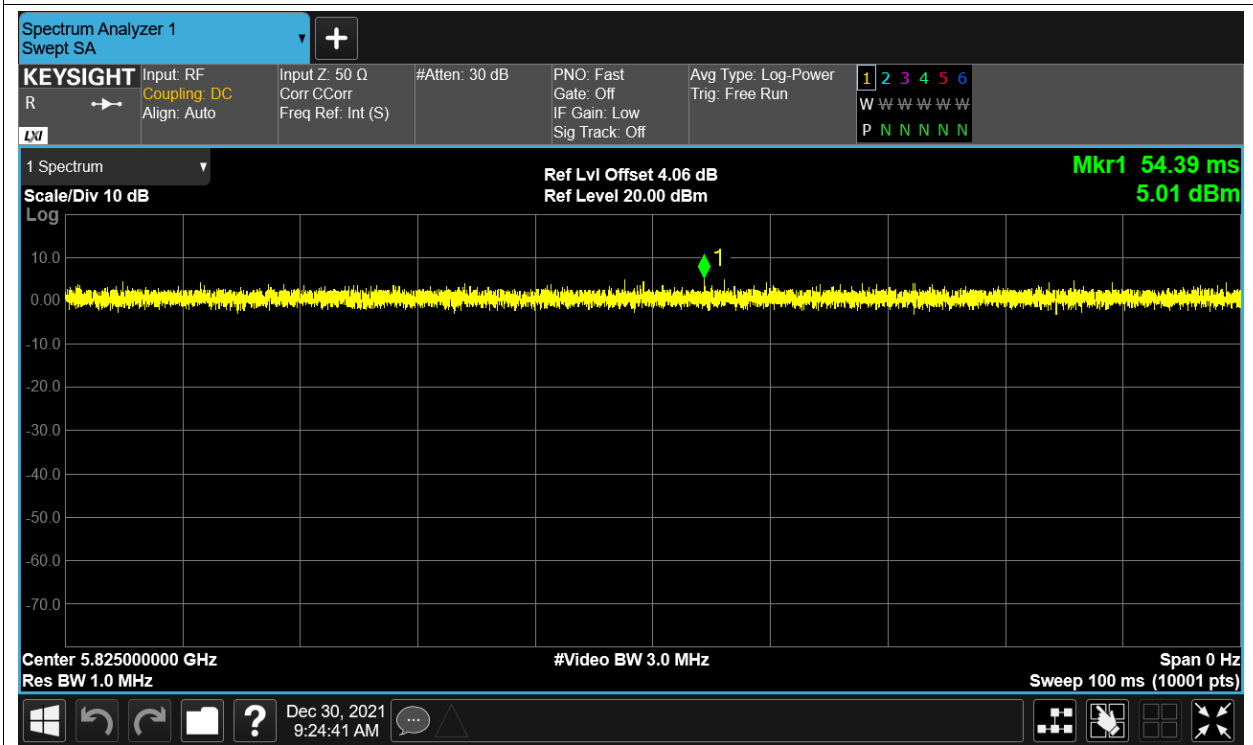 Spectrum Analyzer 1
Swept SA
KEYSIGHT
R
LXI
Input: RF
Coupling: DC
Align: Auto
Input Z: 50 Ω
Corr CCorr
Freq Ref: Int (S)
#Atten: 30 dB
PNO: Fast
Gate: Off
IF Gain: Low
Sig Track: Off
Avg Type: Log-Power
Trig: Free Run
1 2 3 4 5 6
W W W W W W
P N N N N N
1 Spectrum
Scale/Div 10 dB
Ref Lvl Offset 4.06 dB
Ref Level 20.00 dBm
Mkr1 54.39 ms
5.01 dBm
Log
10.0
0.00
-10.0
-20.0
-30.0
-40.0
-50.0
-60.0
-70.0
1
Center 5.825000000 GHz
Res BW 1.0 MHz
#Video BW 3.0 MHz
Span 0 Hz
Sweep 100 ms (10001 pts)
?
Dec 30, 2021
9:24:41 AM